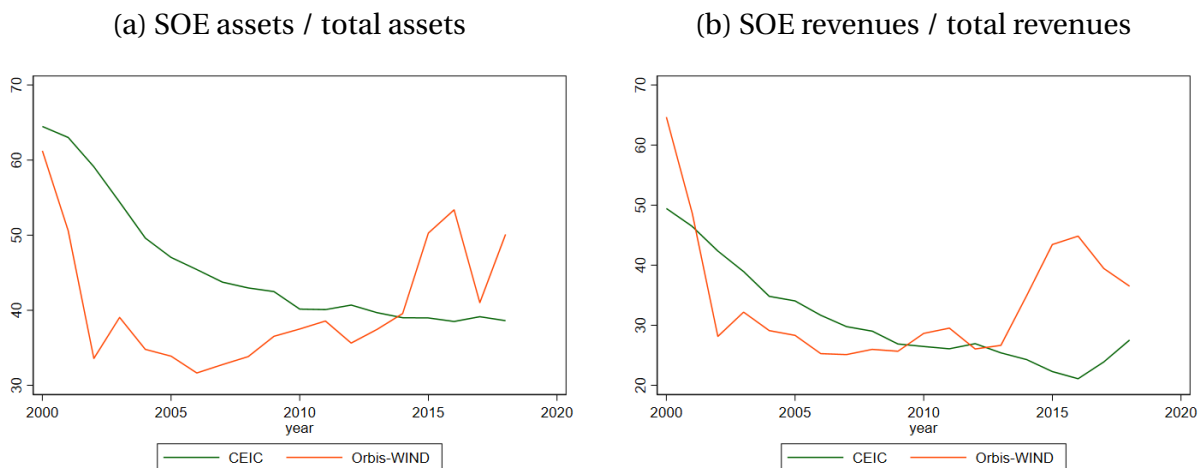 (a) SOE assets / total assets
70
60
50
40
30
2000 2005 2010 2015 2020
year
CEIC Orbis-WIND
(b) SOE revenues / total revenues
70
60
50
40
30
20
2000 2005 2010 2015 2020
year
CEIC Orbis-WIND